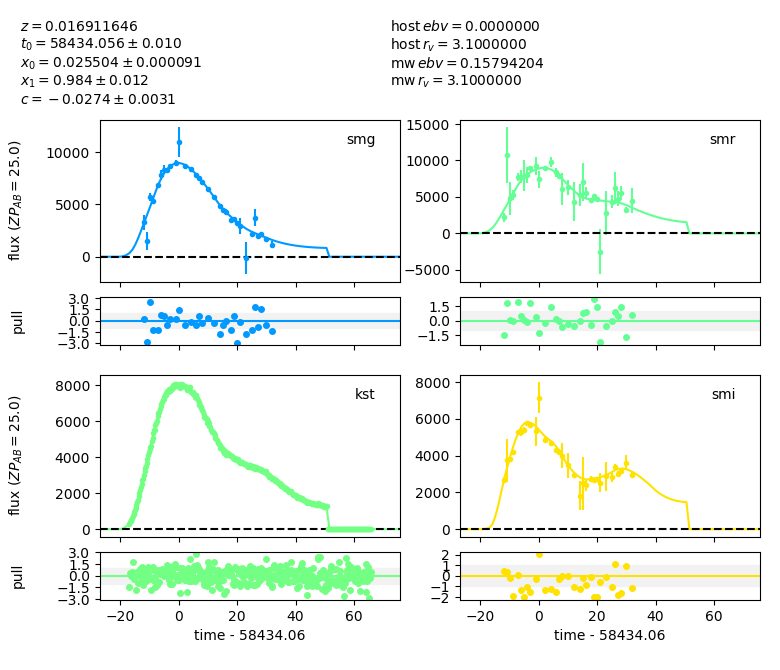 z = 0.016911646
t₀ = 58434.056 ± 0.010
x₀ = 0.025504 ± 0.000091
x₁ = 0.984 ± 0.012
c = −0.0274 ± 0.0031
host ebv = 0.0000000
host r_v = 3.1000000
mw ebv = 0.15794204
mw r_v = 3.1000000
smg
10000
5000
0
flux (ZP_AB = 25.0)
smr
15000
10000
5000
0
−5000
3.0
1.5
0.0
−1.5
−3.0
pull
1.5
0.0
−1.5
kst
8000
6000
4000
2000
0
flux (ZP_AB = 25.0)
smi
8000
6000
4000
2000
0
3.0
1.5
0.0
−1.5
−3.0
pull
−20 0 20 40 60
time - 58434.06
2
1
0
−1
−2
−20 0 20 40 60
time - 58434.06